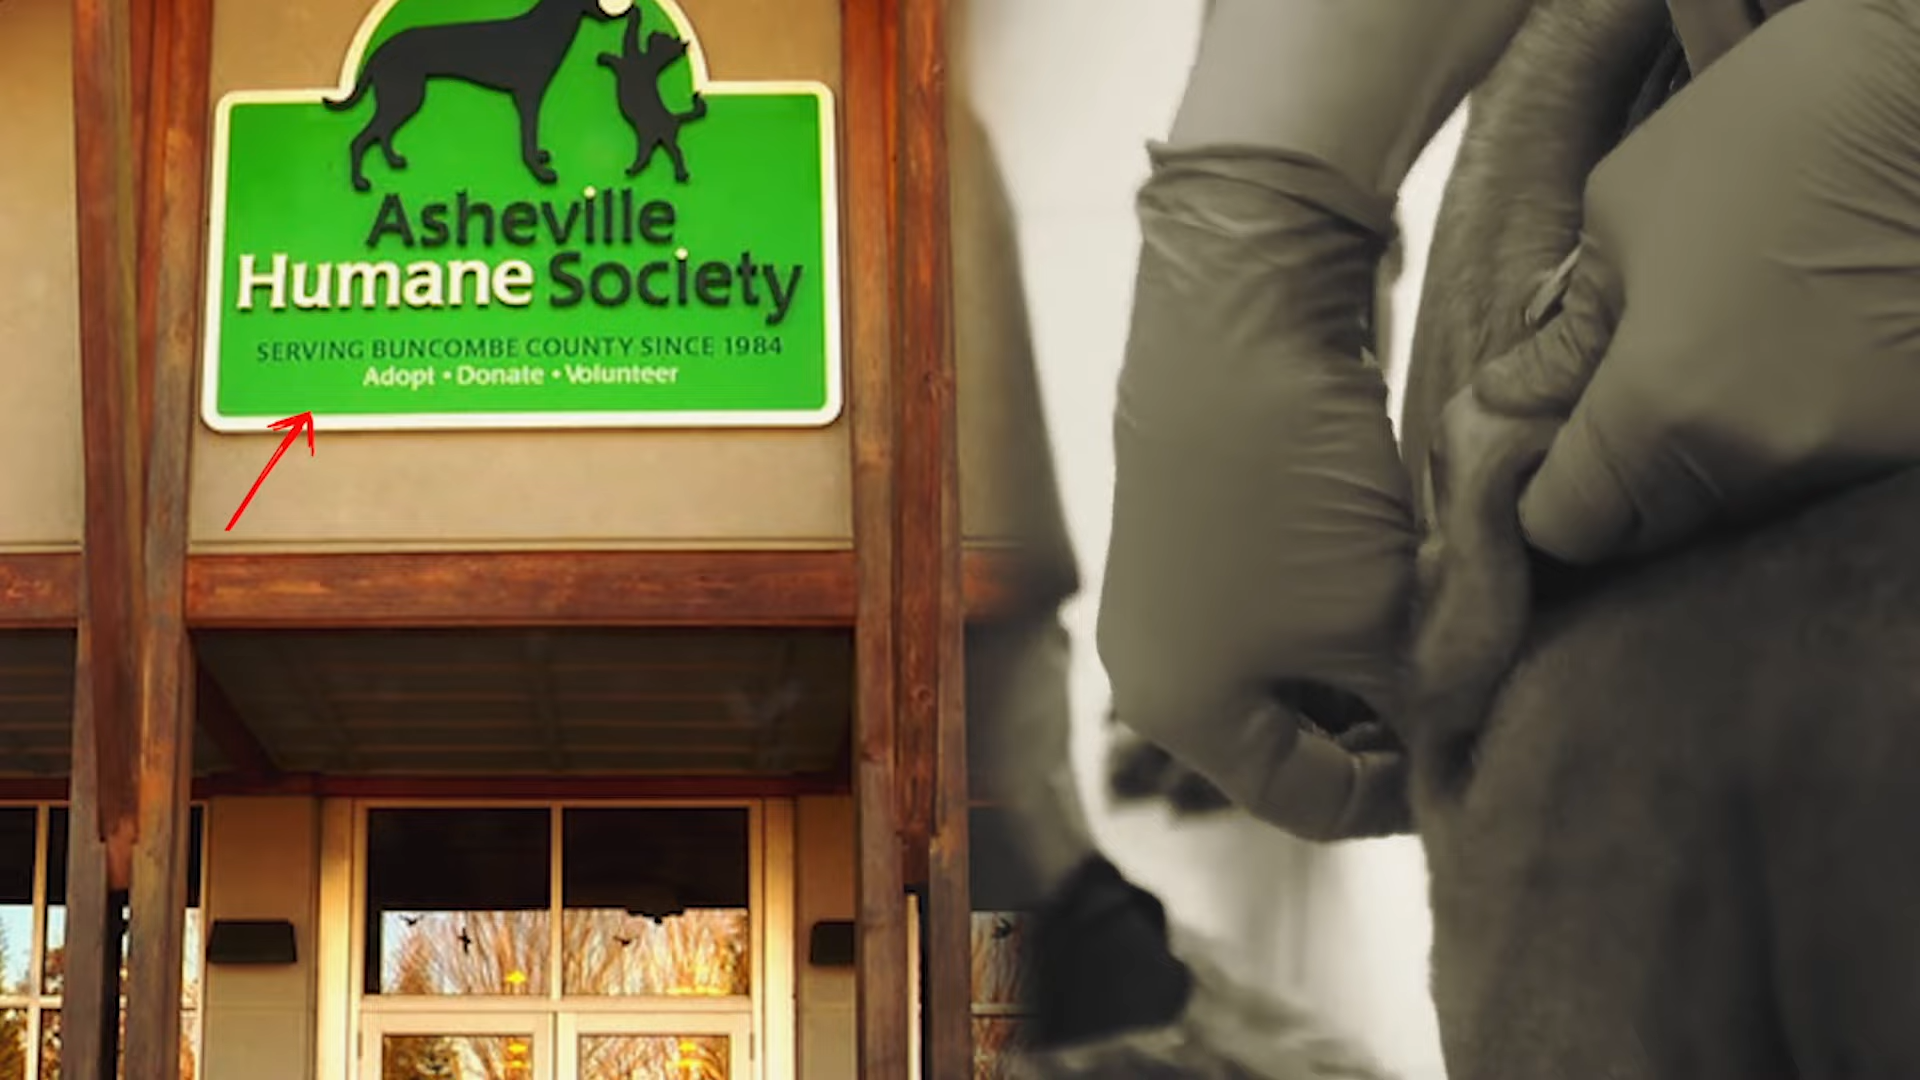 Asheville
Humane Society
SERVING BUNCOMBE COUNTY SINCE 1984
Adopt • Donate • Volunteer